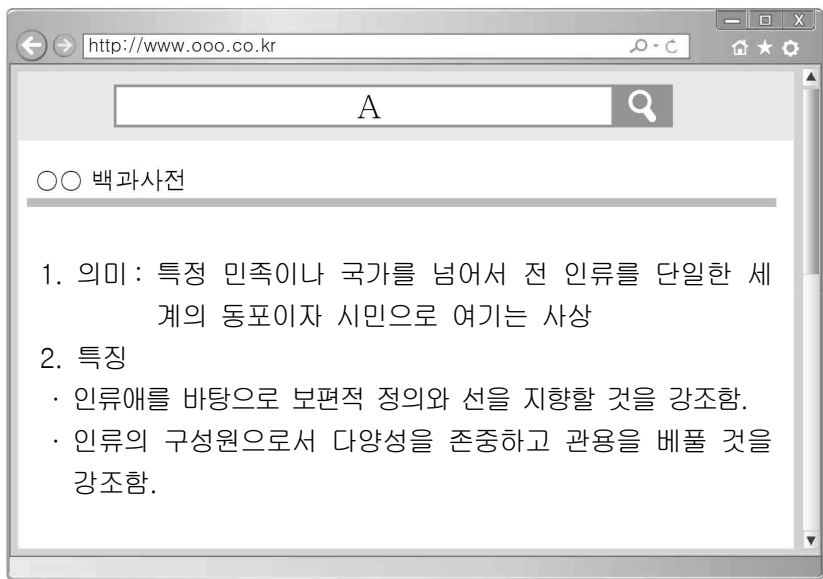 http://www.ooo.co.kr
A
○○ 백과사전
1. 의미 : 특정 민족이나 국가를 넘어서 전 인류를 단일한 세
계의 동포이자 시민으로 여기는 사상
2. 특징
· 인류애를 바탕으로 보편적 정의와 선을 지향할 것을 강조함.
· 인류의 구성원으로서 다양성을 존중하고 관용을 베풀 것을
강조함.